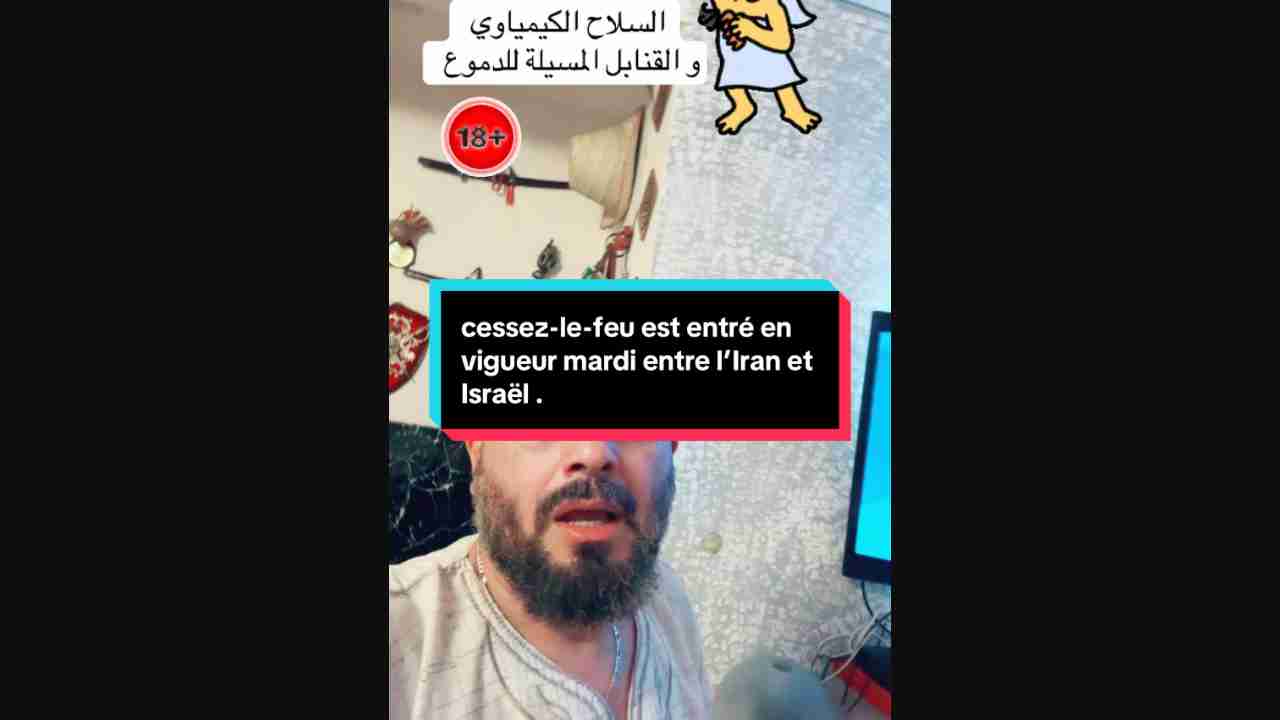 السلاح الكيمياوي
و القنابل المسيلة للدموع
18+
cessez-le-feu est entré en
vigueur mardi entre l’Iran et
Israël .